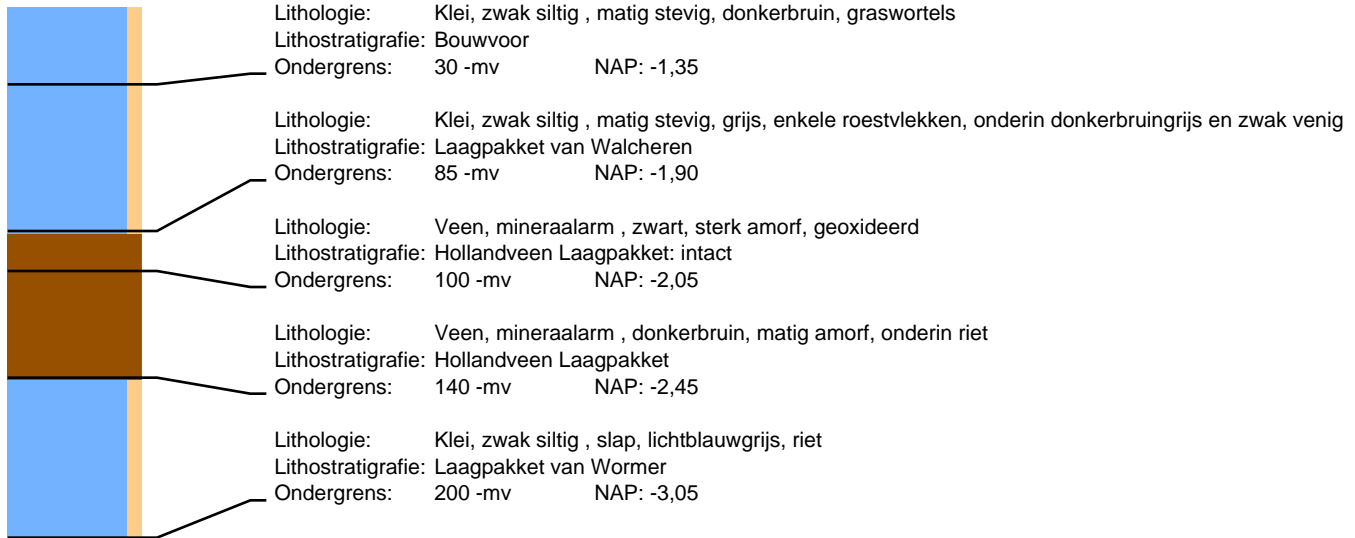 Lithologie: Klei, zwak siltig , matig stevig, donkerbruin, graswortels
Lithostratigrafie: Bouwvoor
Ondergrens: 30 -mv NAP: -1,35
Lithologie: Klei, zwak siltig , matig stevig, grijs, enkele roestvlekken, onderin donkerbruingrijs en zwak venig
Lithostratigrafie: Laagpakket van Walcheren
Ondergrens: 85 -mv NAP: -1,90
Lithologie: Veen, mineraalarm , zwart, sterk amorf, geoxideerd
Lithostratigrafie: Hollandveen Laagpakket: intact
Ondergrens: 100 -mv NAP: -2,05
Lithologie: Veen, mineraalarm , donkerbruin, matig amorf, onderin riet
Lithostratigrafie: Hollandveen Laagpakket
Ondergrens: 140 -mv NAP: -2,45
Lithologie: Klei, zwak siltig , slap, lichtblauwgrijs, riet
Lithostratigrafie: Laagpakket van Wormer
Ondergrens: 200 -mv NAP: -3,05